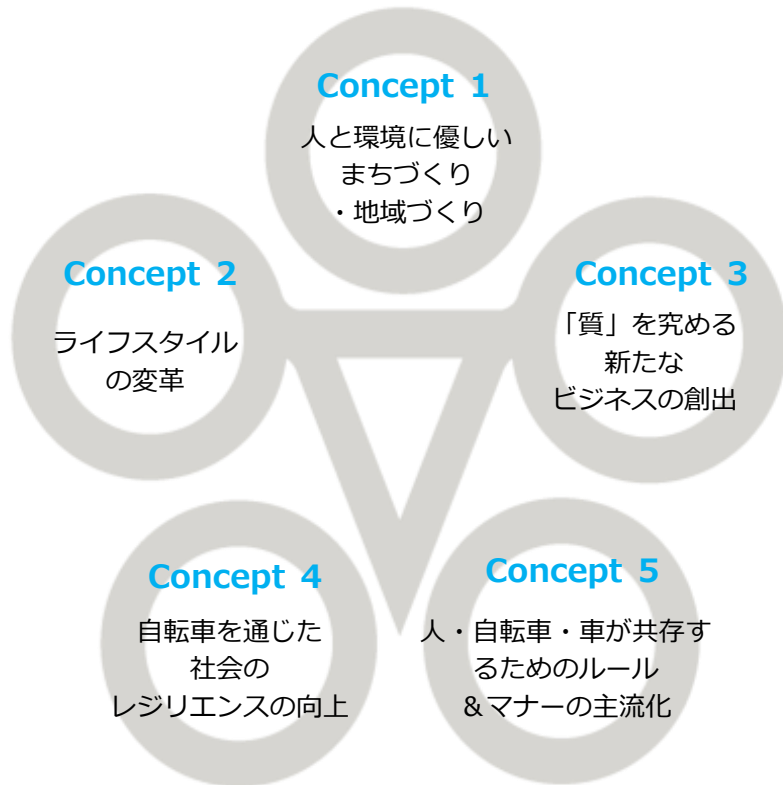 Concept 1
人と環境に優しい
まちづくり
・地域づくり
Concept 2
ライフスタイル
の変革
Concept 3
「質」を究める
新たな
ビジネスの創出
Concept 4
自転車を通じた
社会の
レジリエンスの向上
Concept 5
人・自転車・車が共存す
るためのルール
＆マナーの主流化